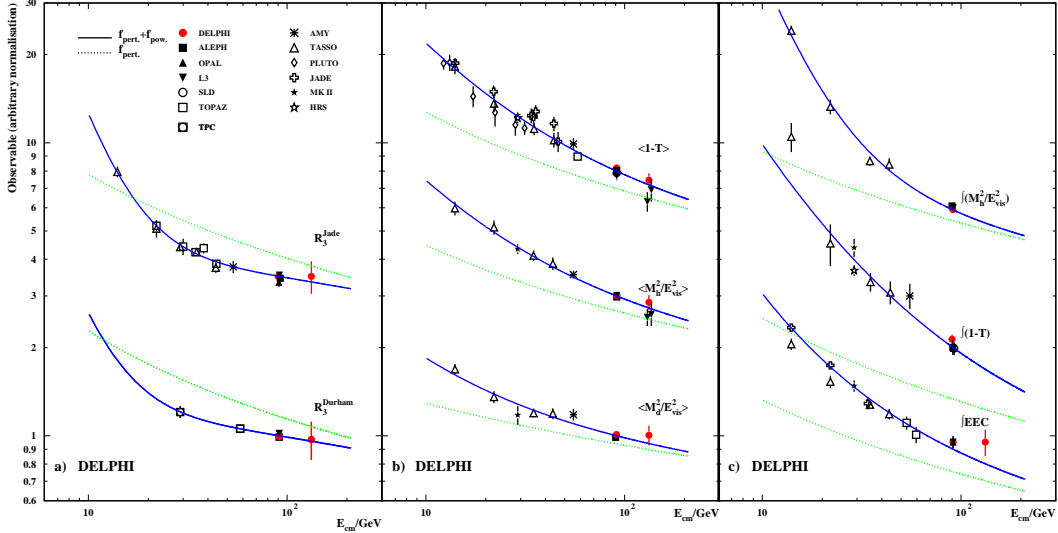 Observable (arbitrary normalisation)
30
20
10
9
8
7
6
5
4
3
2
1
0.9
0.8
0.7
0.6
f_pert.+f_pow.
f_pert.
DELPHI
ALEPH
OPAL
L3
SLD
TOPAZ
TPC
AMY
TASSO
PLUTO
JADE
MK II
HRS
R_3^Jade
R_3^Durham
a) DELPHI
10
10^2
E_cm/GeV
<1-T>
<M_h^2/E_vis^2>
<M_d^2/E_vis^2>
b) DELPHI
10
10^2
E_cm/GeV
∫(M_h^2/E_vis^2)
∫(1-T)
∫EEC
c) DELPHI
10
10^2
E_cm/GeV